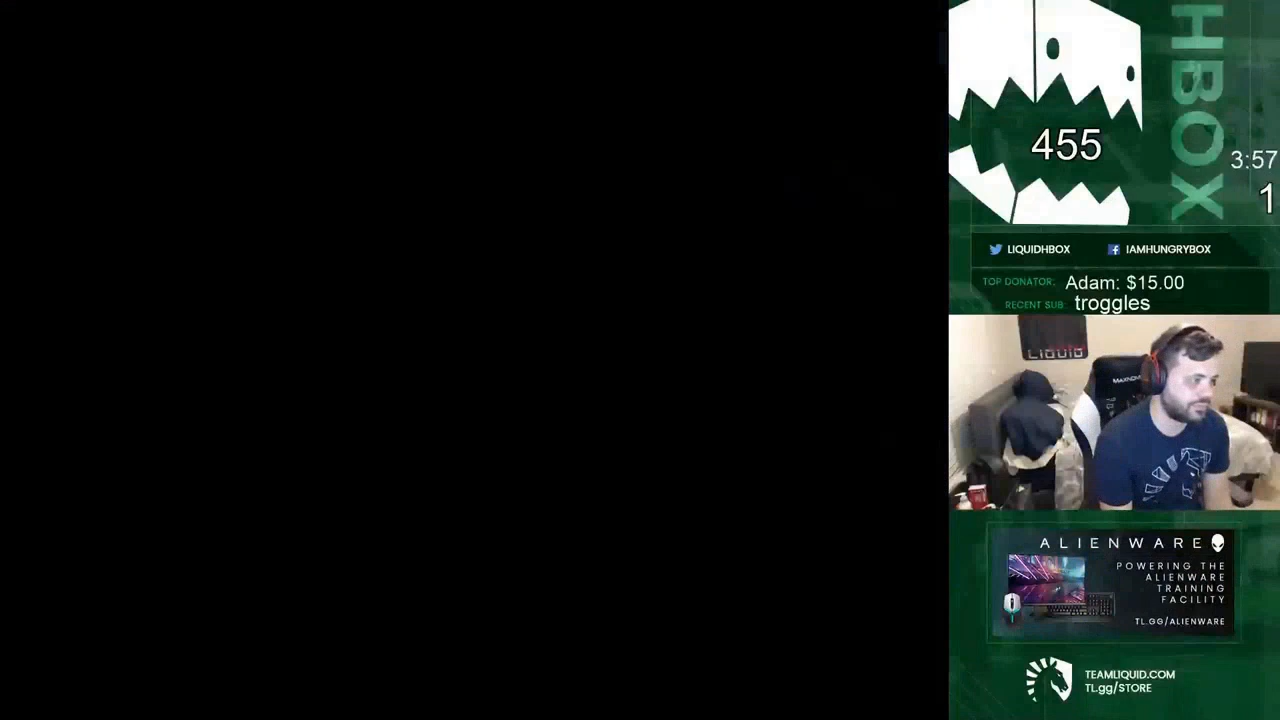 HBOX
455
3:57
1
LIQUIDHBOX
IAMHUNGRYBOX
TOP DONATOR: Adam: $15.00
RECENT SUB: troggles
LIQUID
MAXNOMIC
ALIENWARE
POWERING THE
ALIENWARE
TRAINING
FACILITY
TL.GG/ALIENWARE
TEAMLIQUID.COM
TL.gg/STORE